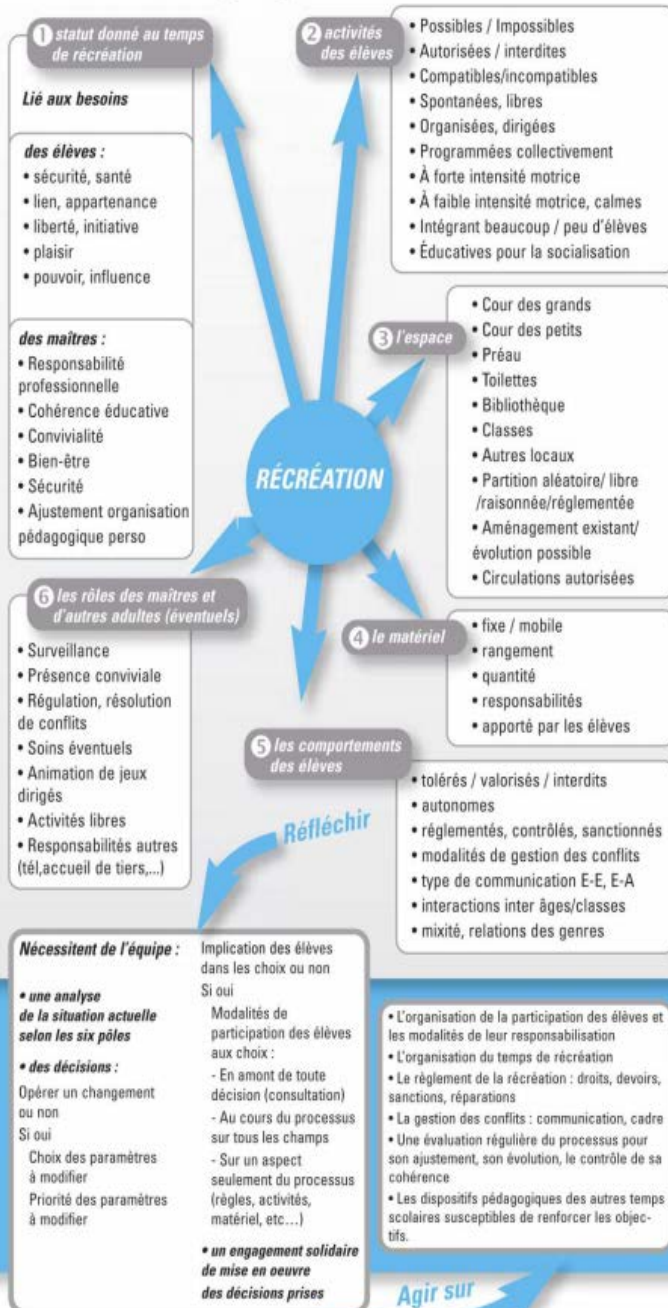 1 statut donné au temps
de récréation
Lié aux besoins
des élèves :
• sécurité, santé
• lien, appartenance
• liberté, initiative
• plaisir
• pouvoir, influence
des maîtres :
• Responsabilité
professionnelle
• Cohérence éducative
• Convivialité
• Bien-être
• Sécurité
• Ajustement organisation
pédagogique perso
2 activités
des élèves
• Possibles / Impossibles
• Autorisées / interdites
• Compatibles/incompatibles
• Spontanées, libres
• Organisées, dirigées
• Programmées collectivement
• À forte intensité motrice
• À faible intensité motrice, calmes
• Intégrant beaucoup / peu d'élèves
• Éducatives pour la socialisation
3 l'espace
• Cour des grands
• Cour des petits
• Préau
• Toilettes
• Bibliothèque
• Classes
• Autres locaux
• Partition aléatoire/ libre
/raisonnée/réglementée
• Aménagement existant/
évolution possible
• Circulations autorisées
RÉCRÉATION
4 le matériel
• fixe / mobile
• rangement
• quantité
• responsabilités
• apporté par les élèves
5 les comportements
des élèves
• tolérés / valorisés / interdits
• autonomes
• réglementés, contrôlés, sanctionnés
• modalités de gestion des conflits
• type de communication E-E, E-A
• interactions inter âges/classes
• mixité, relations des genres
6 les rôles des maîtres et
d'autres adultes (éventuels)
• Surveillance
• Présence conviviale
• Régulation, résolution
de conflits
• Soins éventuels
• Animation de jeux
dirigés
• Activités libres
• Responsabilités autres
(tél,accueil de tiers,...)
Réfléchir
Nécessitent de l'équipe :
• une analyse
de la situation actuelle
selon les six pôles
• des décisions :
Opérer un changement
ou non
Si oui
Choix des paramètres
à modifier
Priorité des paramètres
à modifier
Implication des élèves
dans les choix ou non
Si oui
Modalités de
participation des élèves
aux choix :
- En amont de toute
décision (consultation)
- Au cours du processus
sur tous les champs
- Sur un aspect
seulement du processus
(règles, activités,
matériel, etc…)
• un engagement solidaire
de mise en oeuvre
des décisions prises
• L'organisation de la participation des élèves et
les modalités de leur responsabilisation
• L'organisation du temps de récréation
• Le règlement de la récréation : droits, devoirs,
sanctions, réparations
• La gestion des conflits : communication, cadre
• Une évaluation régulière du processus pour
son ajustement, son évolution, le contrôle de sa
cohérence
• Les dispositifs pédagogiques des autres temps
scolaires susceptibles de renforcer les objec-
tifs.
Agir sur